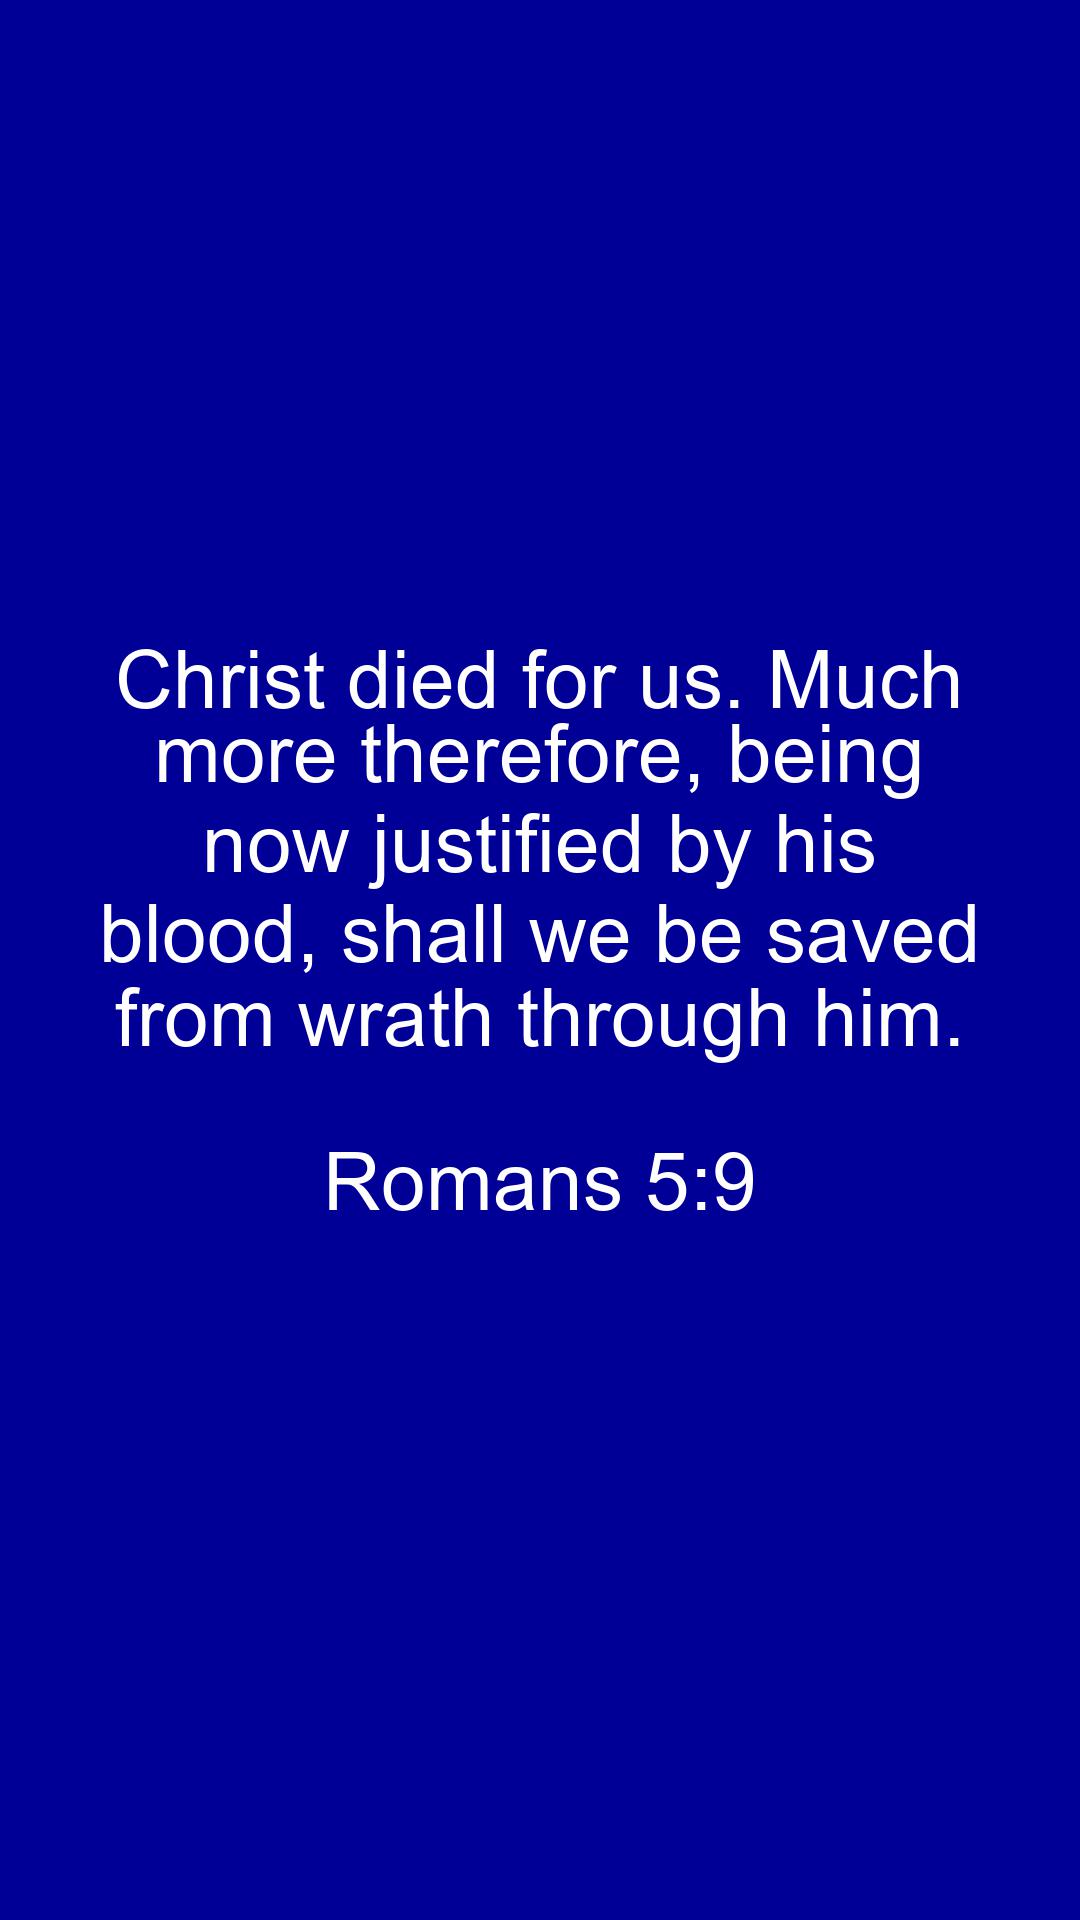 Christ died for us. Much
more therefore, being
now justified by his
blood, shall we be saved
from wrath through him.
Romans 5:9